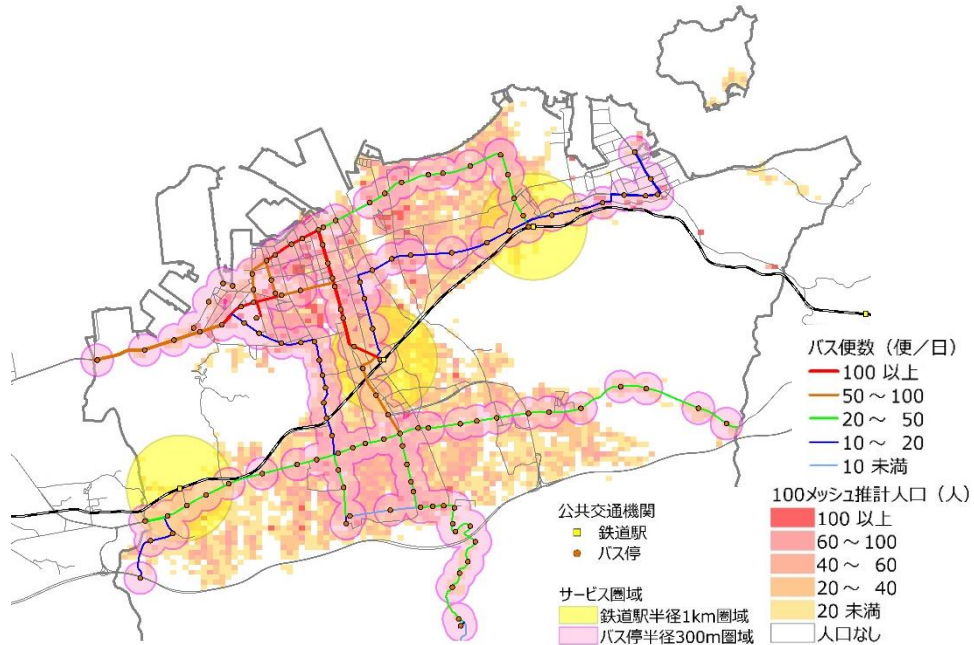 バス便数（便／日）
100 以上
50～100
20～ 50
10～ 20
10 未満
公共交通機関
鉄道駅
バス停
サービス圏域
鉄道駅半径1km圏域
バス停半径300m圏域
100メッシュ推計人口（人）
100 以上
60～100
40～ 60
20～ 40
20 未満
人口なし